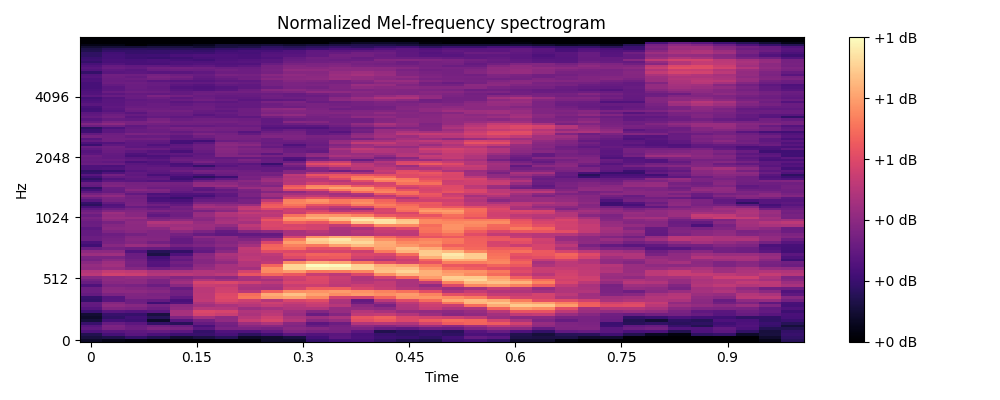 Normalized Mel-frequency spectrogram
Hz
4096
2048
1024
512
0
0 0.15 0.3 0.45 0.6 0.75 0.9
Time
+1 dB
+1 dB
+1 dB
+0 dB
+0 dB
+0 dB